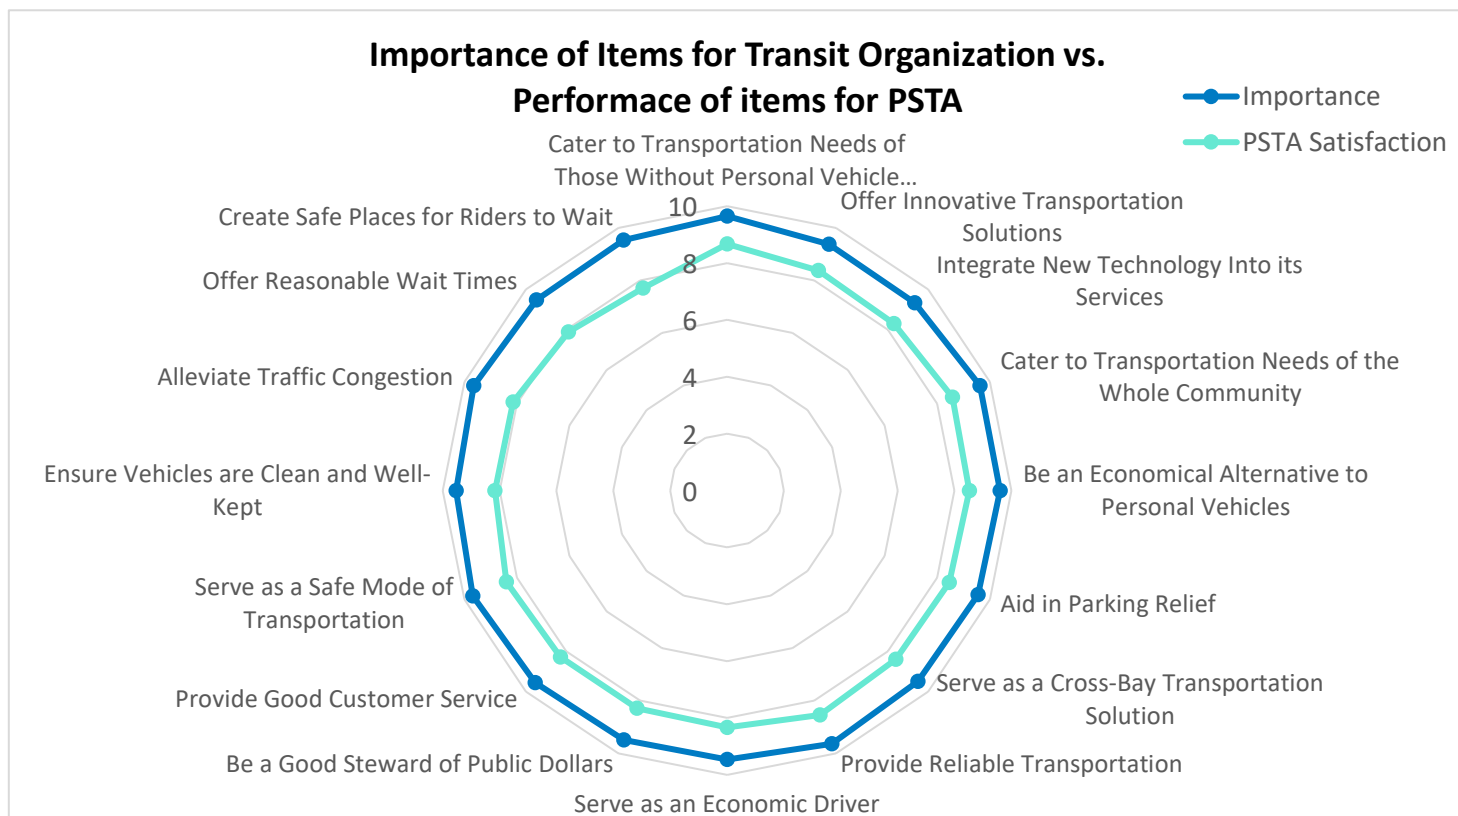 Importance of Items for Transit Organization vs.
Performace of items for PSTA
Importance
PSTA Satisfaction
Cater to Transportation Needs of
Those Without Personal Vehicle...
Offer Innovative Transportation
Solutions
Integrate New Technology Into its
Services
Cater to Transportation Needs of the
Whole Community
Be an Economical Alternative to
Personal Vehicles
Aid in Parking Relief
Serve as a Cross-Bay Transportation
Solution
Provide Reliable Transportation
Serve as an Economic Driver
Be a Good Steward of Public Dollars
Provide Good Customer Service
Serve as a Safe Mode of
Transportation
Ensure Vehicles are Clean and Well-
Kept
Alleviate Traffic Congestion
Offer Reasonable Wait Times
Create Safe Places for Riders to Wait
10
8
6
4
2
0